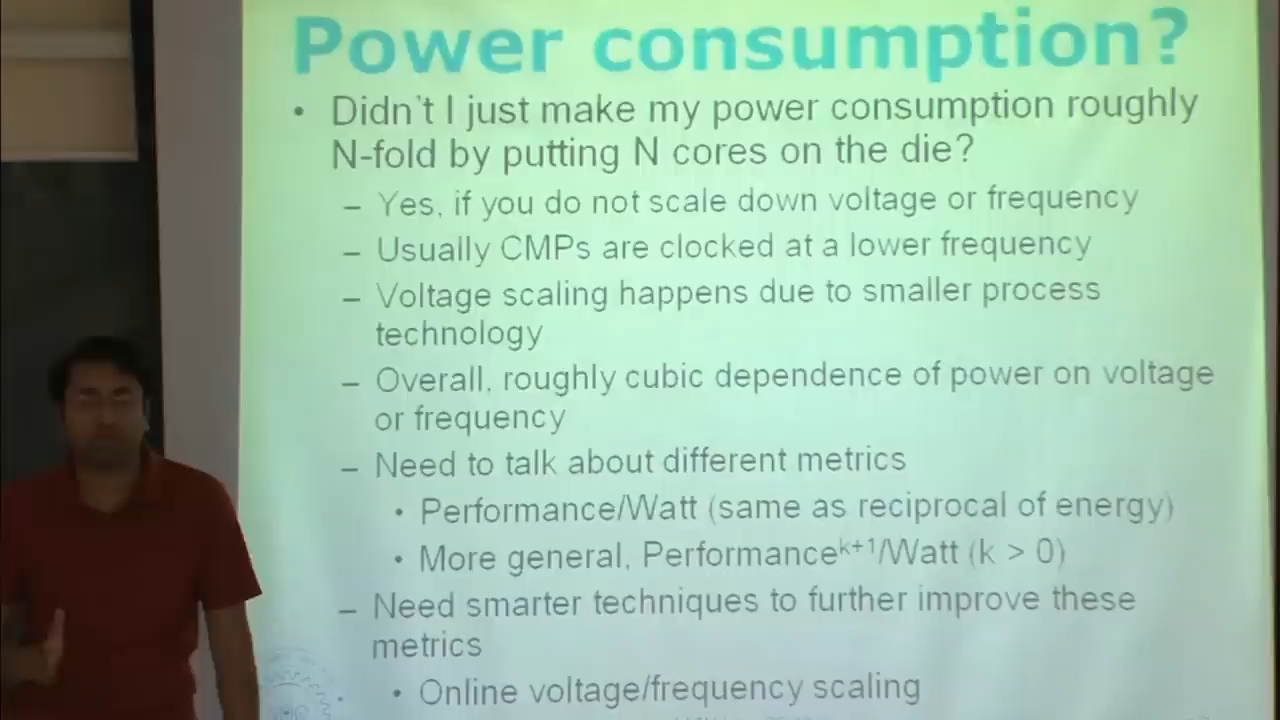 Power consumption?
• Didn't I just make my power consumption roughly
N-fold by putting N cores on the die?
– Yes, if you do not scale down voltage or frequency
– Usually CMPs are clocked at a lower frequency
– Voltage scaling happens due to smaller process
technology
– Overall, roughly cubic dependence of power on voltage
or frequency
– Need to talk about different metrics
• Performance/Watt (same as reciprocal of energy)
• More general, Performance^k+1/Watt (k > 0)
– Need smarter techniques to further improve these
metrics
• Online voltage/frequency scaling